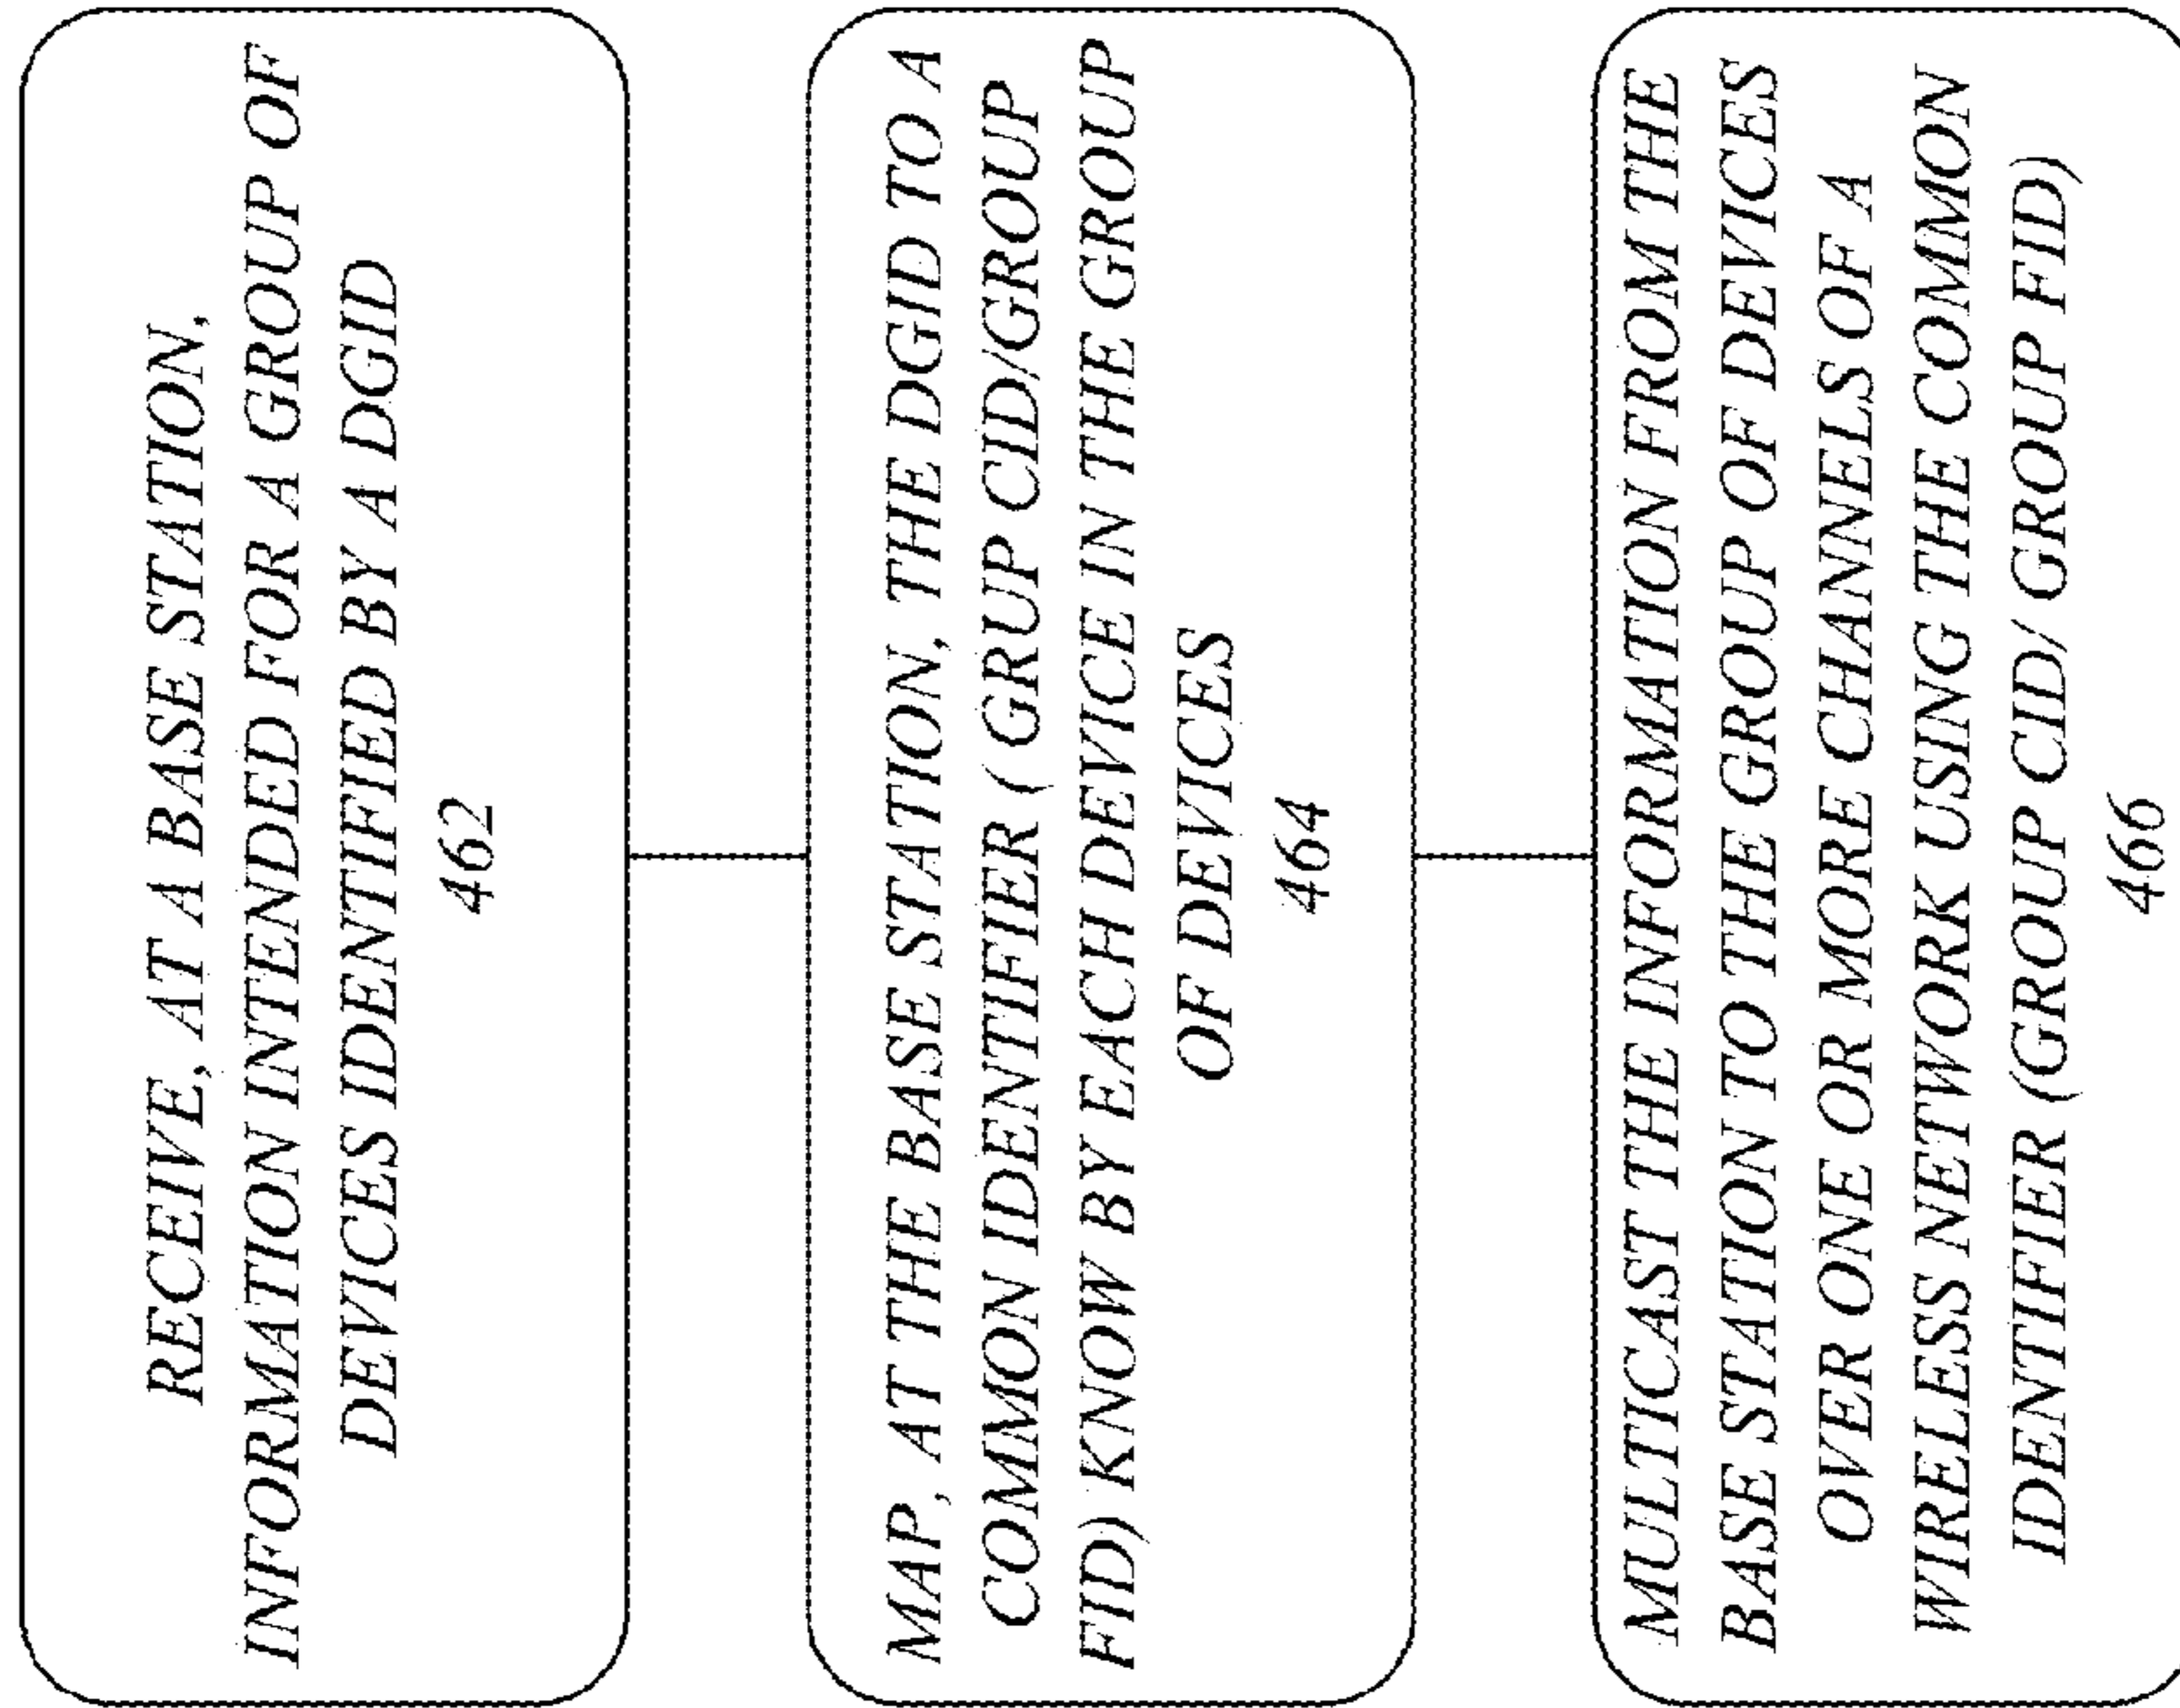 RECEIVE, AT A BASE STATION,
INFORMATION INTENDED FOR A GROUP OF
DEVICES IDENTIFIED BY A DGID
462
MAP, AT THE BASE STATION, THE DGID TO A
COMMON IDENTIFIER ( GRUP CID/GROUP
FID) KNOW BY EACH DEVICE IN THE GROUP
OF DEVICES
464
MULTICAST THE INFORMATION FROM THE
BASE STATION TO THE GROUP OF DEVICES
OVER ONE OR MORE CHANNELS OF A
WIRELESS NETWORK USING THE COMMON
IDENTIFIER (GROUP CID/ GROUP FID)
466